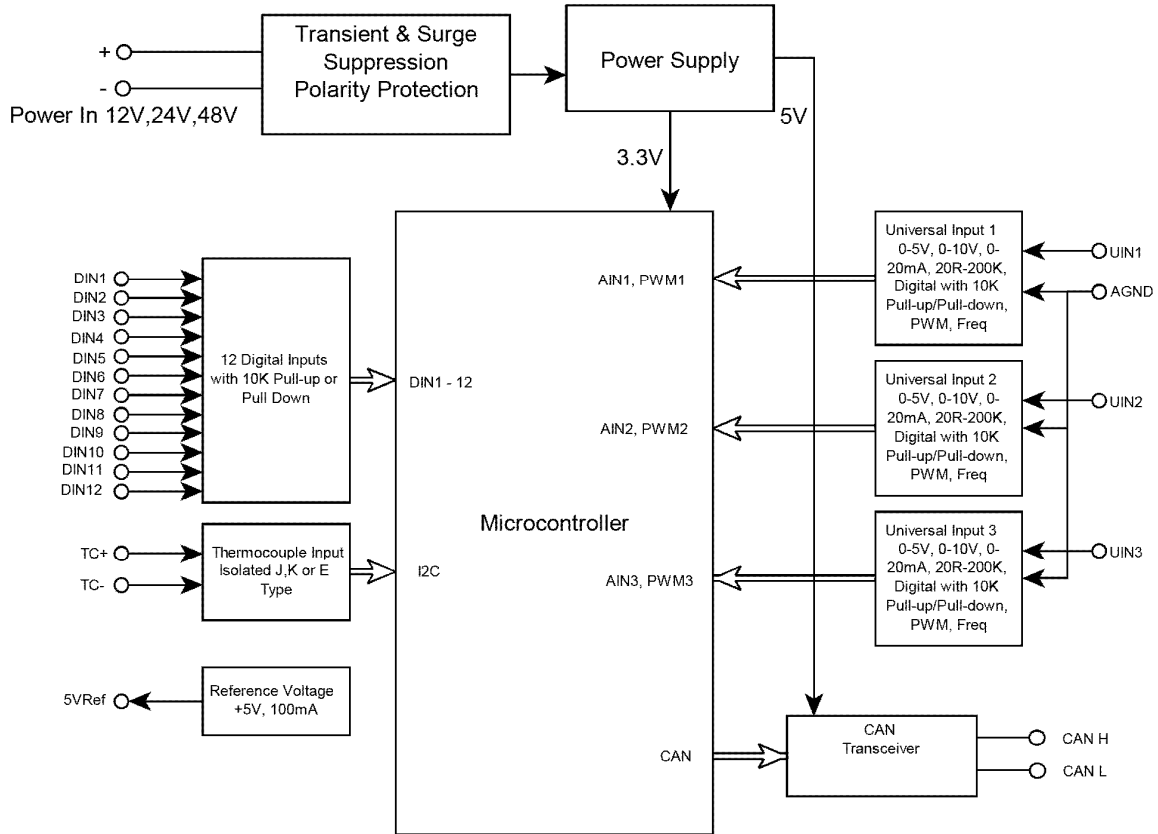 Transient & Surge
Suppression
Polarity Protection
+
-
Power In 12V,24V,48V
Power Supply
5V
3.3V
DIN1
DIN2
DIN3
DIN4
DIN5
DIN6
DIN7
DIN8
DIN9
DIN10
DIN11
DIN12
12 Digital Inputs
with 10K Pull-up or
Pull Down
DIN1 - 12
TC+
TC-
Thermocouple Input
Isolated J,K or E
Type
I2C
5VRef
Reference Voltage
+5V, 100mA
Microcontroller
AIN1, PWM1
AIN2, PWM2
AIN3, PWM3
CAN
Universal Input 1
0-5V, 0-10V, 0-
20mA, 20R-200K,
Digital with 10K
Pull-up/Pull-down,
PWM, Freq
UIN1
AGND
Universal Input 2
0-5V, 0-10V, 0-
20mA, 20R-200K,
Digital with 10K
Pull-up/Pull-down,
PWM, Freq
UIN2
Universal Input 3
0-5V, 0-10V, 0-
20mA, 20R-200K,
Digital with 10K
Pull-up/Pull-down,
PWM, Freq
UIN3
CAN
Transceiver
CAN H
CAN L